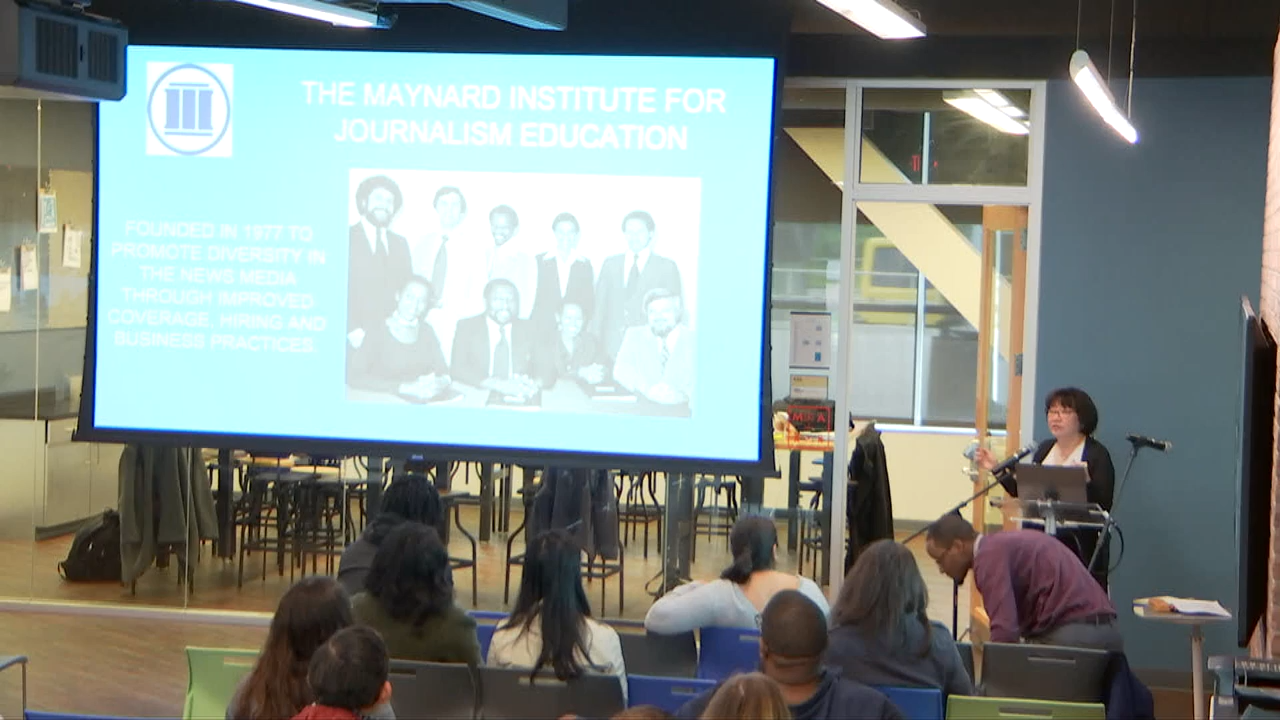 THE MAYNARD INSTITUTE FOR
JOURNALISM EDUCATION
FOUNDED IN 1977 TO
PROMOTE DIVERSITY IN
THE NEWS MEDIA
THROUGH IMPROVED
COVERAGE, HIRING AND
BUSINESS PRACTICES.